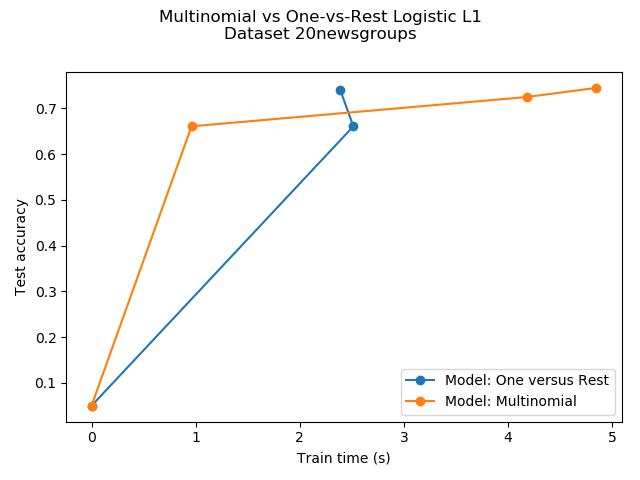 Multinomial vs One-vs-Rest Logistic L1
Dataset 20newsgroups
0.7
0.6
0.5
0.4
0.3
0.2
0.1
Test accuracy
0 1 2 3 4 5
Train time (s)
Model: One versus Rest
Model: Multinomial